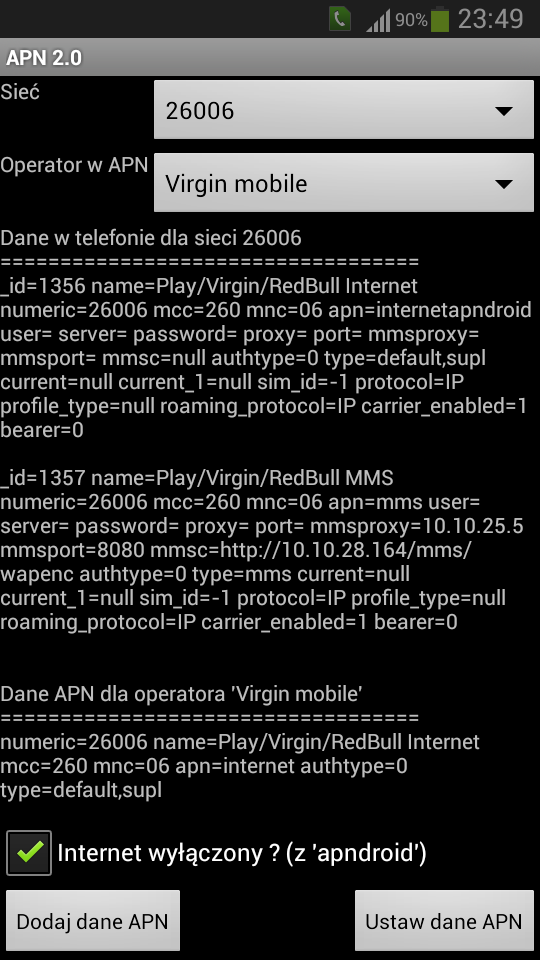 90% 23:49
APN 2.0
Sieć
26006
Operator w APN
Virgin mobile
Dane w telefonie dla sieci 26006
===================================
_id=1356 name=Play/Virgin/RedBull Internet
numeric=26006 mcc=260 mnc=06 apn=internetapndroid
user= server= password= proxy= port= mmsproxy=
mmsport= mmsc=null authtype=0 type=default,supl
current=null current_1=null sim_id=-1 protocol=IP
profile_type=null roaming_protocol=IP carrier_enabled=1
bearer=0
_id=1357 name=Play/Virgin/RedBull MMS
numeric=26006 mcc=260 mnc=06 apn=mms user=
server= password= proxy= port= mmsproxy=10.10.25.5
mmsport=8080 mmsc=http://10.10.28.164/mms/
wapenc authtype=0 type=mms current=null
current_1=null sim_id=-1 protocol=IP profile_type=null
roaming_protocol=IP carrier_enabled=1 bearer=0
Dane APN dla operatora 'Virgin mobile'
===================================
numeric=26006 name=Play/Virgin/RedBull Internet
mcc=260 mnc=06 apn=internet authtype=0
type=default,supl
Internet wyłączony ? (z 'apndroid')
Dodaj dane APN
Ustaw dane APN